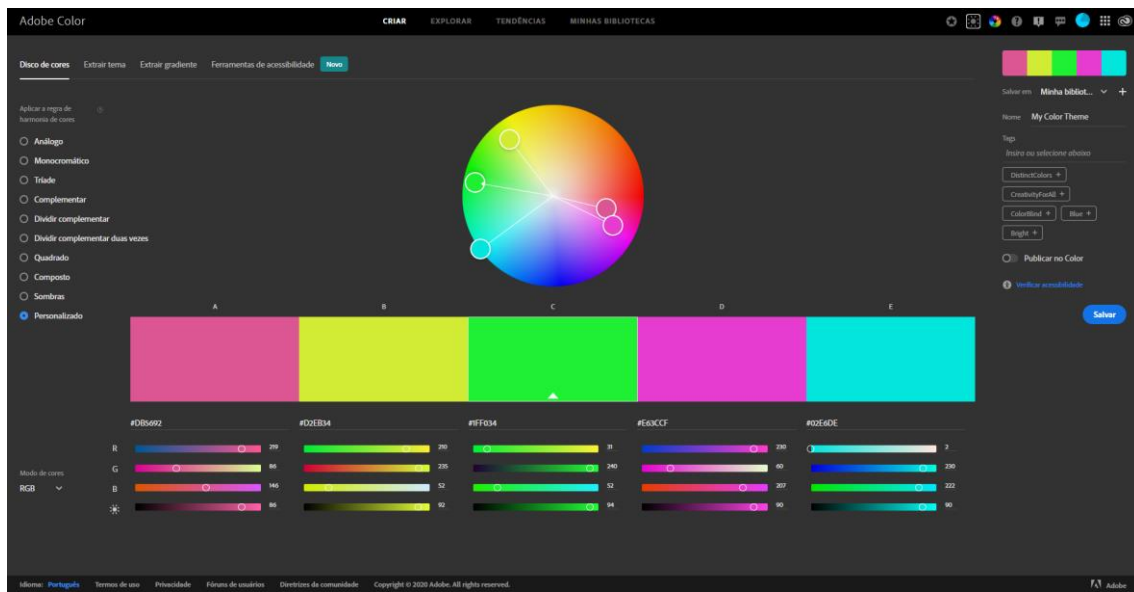 Adobe Color
CRIAR EXPLORAR TENDÊNCIAS MINHAS BIBLIOTECAS
Disco de cores Extrair tema Extrair gradiente Ferramentas de acessibilidade Novo
Aplicar a regra de
harmonia de cores
Análogo
Monocromático
Tríade
Complementar
Dividir complementar
Dividir complementar duas vezes
Quadrado
Composto
Sombras
Personalizado
A B C D E
#DB5692 #D2EB34 #1FF034 #E63CCF #02E6DE
R 219 210 31 230 2
G 86 235 240 60 230
B 146 52 52 207 222
86 92 94 90 90
Modo de cores
RGB
Salvar em Minha bibliot...
Nome My Color Theme
Tags
Insira ou selecione abaixo
DistinctColors +
CreativityForAll +
ColorBlind + Blue +
Bright +
Publicar no Color
Verificar acessibilidade
Salvar
Idioma: Português Termos de uso Privacidade Fóruns de usuários Diretrizes da comunidade Copyright © 2020 Adobe. All rights reserved. Adobe